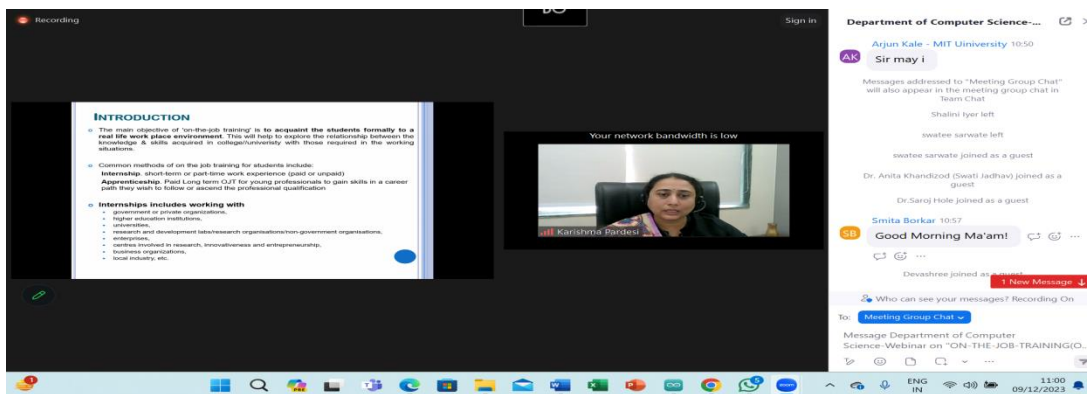 Recording
Sign in
INTRODUCTION
The main objective of 'on-the-job training' is to acquaint the students formally to a
real life work place environment. This will help to explore the relationship between the
knowledge & skills acquired in college/univeristy with those required in the working
situations.
Common methods of on the job training for students include:
Internship. short-term or part-time work experience (paid or unpaid)
Apprenticeship. Paid Long term OJT for young professionals to gain skills in a career
path they wish to follow or ascend the professional qualification
Internships includes working with
government or private organizations,
higher education institutions,
universities,
research and development labs/research organisations/non-government organisations,
enterprises,
centres involved in research, innovativeness and entrepreneurship,
business organizations,
local industry, etc.
Your network bandwidth is low
Karishma Pardesi
Department of Computer Science-...
Arjun Kale - MIT Uiniversity 10:50
AK
Sir may i
Messages addressed to "Meeting Group Chat"
will also appear in the meeting group chat in
Team Chat
Shalini Iyer left
swatee sarwate left
swatee sarwate joined as a guest
Dr. Anita Khandizod (Swati Jadhav) joined as a
guest
Dr.Saroj Hole joined as a guest
Smita Borkar 10:57
SB
Good Morning Ma'am!
Devashree joined as a guest
1 New Message
Who can see your messages? Recording On
To: Meeting Group Chat
Message Department of Computer
Science-Webinar on "ON-THE-JOB-TRAINING(O...
ENG
IN
11:00
09/12/2023